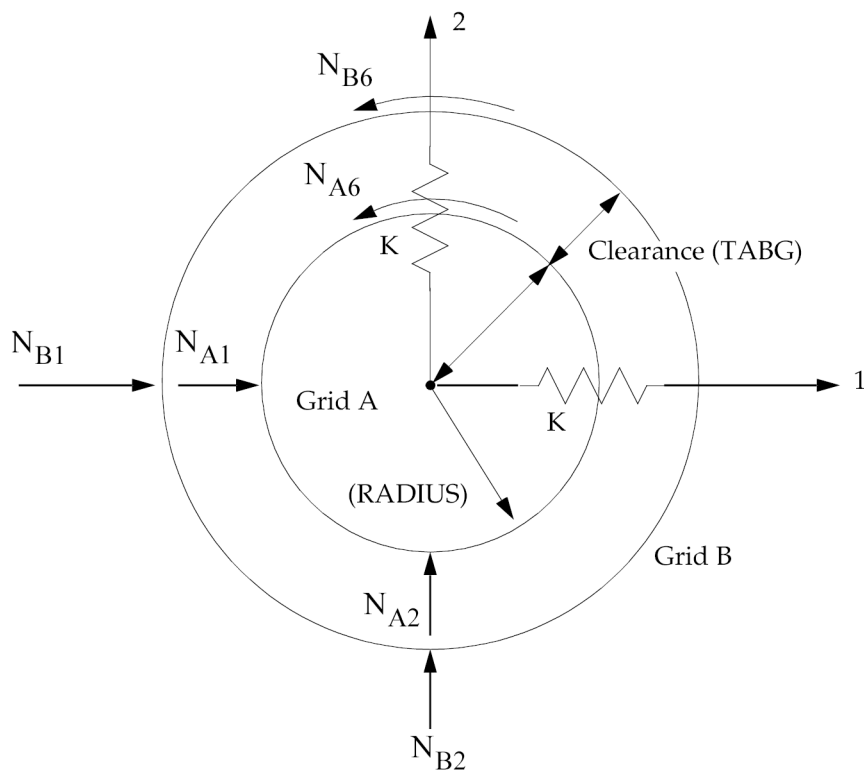 2
N_B6
N_A6
K
Clearance (TABG)
N_B1
N_A1
1
Grid A
K
(RADIUS)
Grid B
N_A2
N_B2